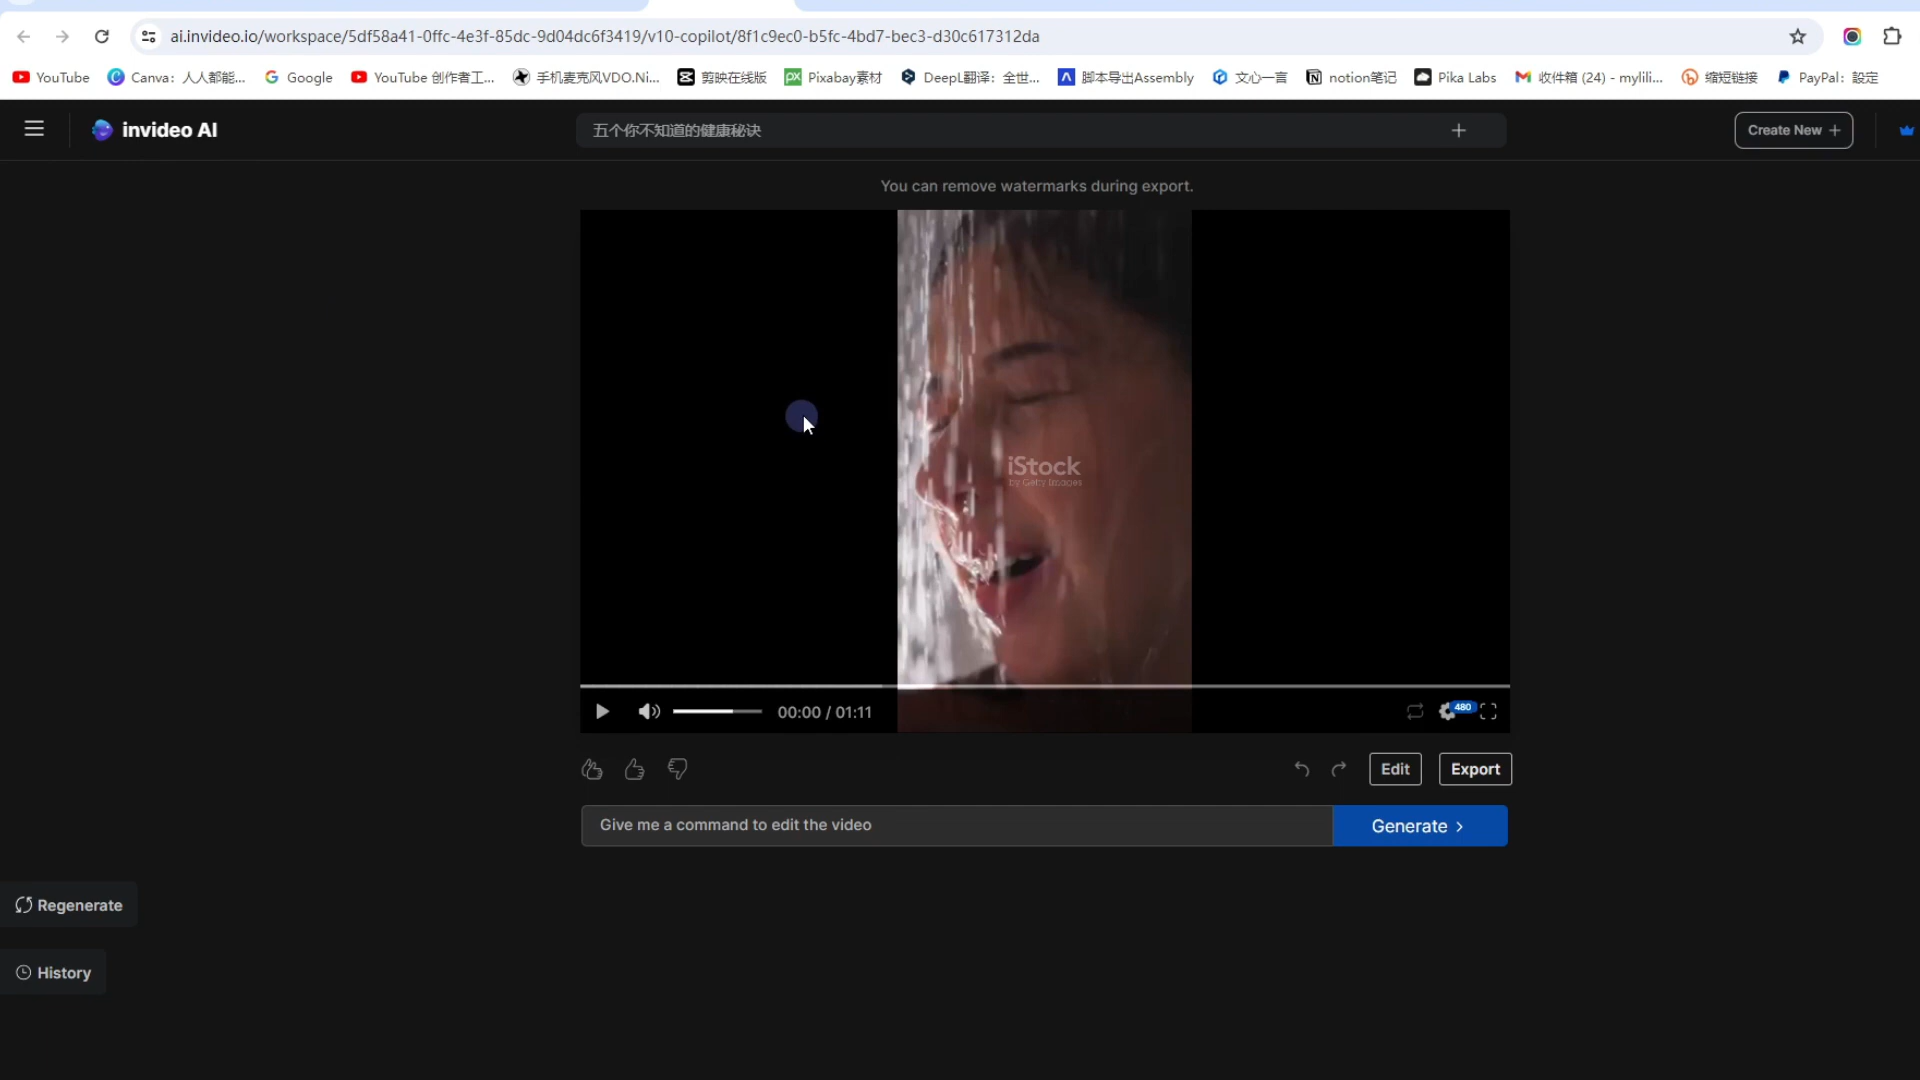 ai.invideo.io/workspace/5df58a41-0ffc-4e3f-85dc-9d04dc6f3419/v10-copilot/8f1c9ec0-b5fc-4bd7-bec3-d30c617312da
YouTube Canva：人人都能... Google YouTube 创作者工... 手机麦克风VDO.Ni... 剪映在线版 Pixabay素材 DeepL翻译：全世... 脚本导出Assembly 文心一言 notion笔记 Pika Labs 收件箱 (24) - mylili... 缩短链接 PayPal：設定
invideo AI 五个你不知道的健康秘诀 Create New +
You can remove watermarks during export.
iStock
by Getty Images
00:00 / 01:11 480
Edit Export
Give me a command to edit the video Generate >
Regenerate
History